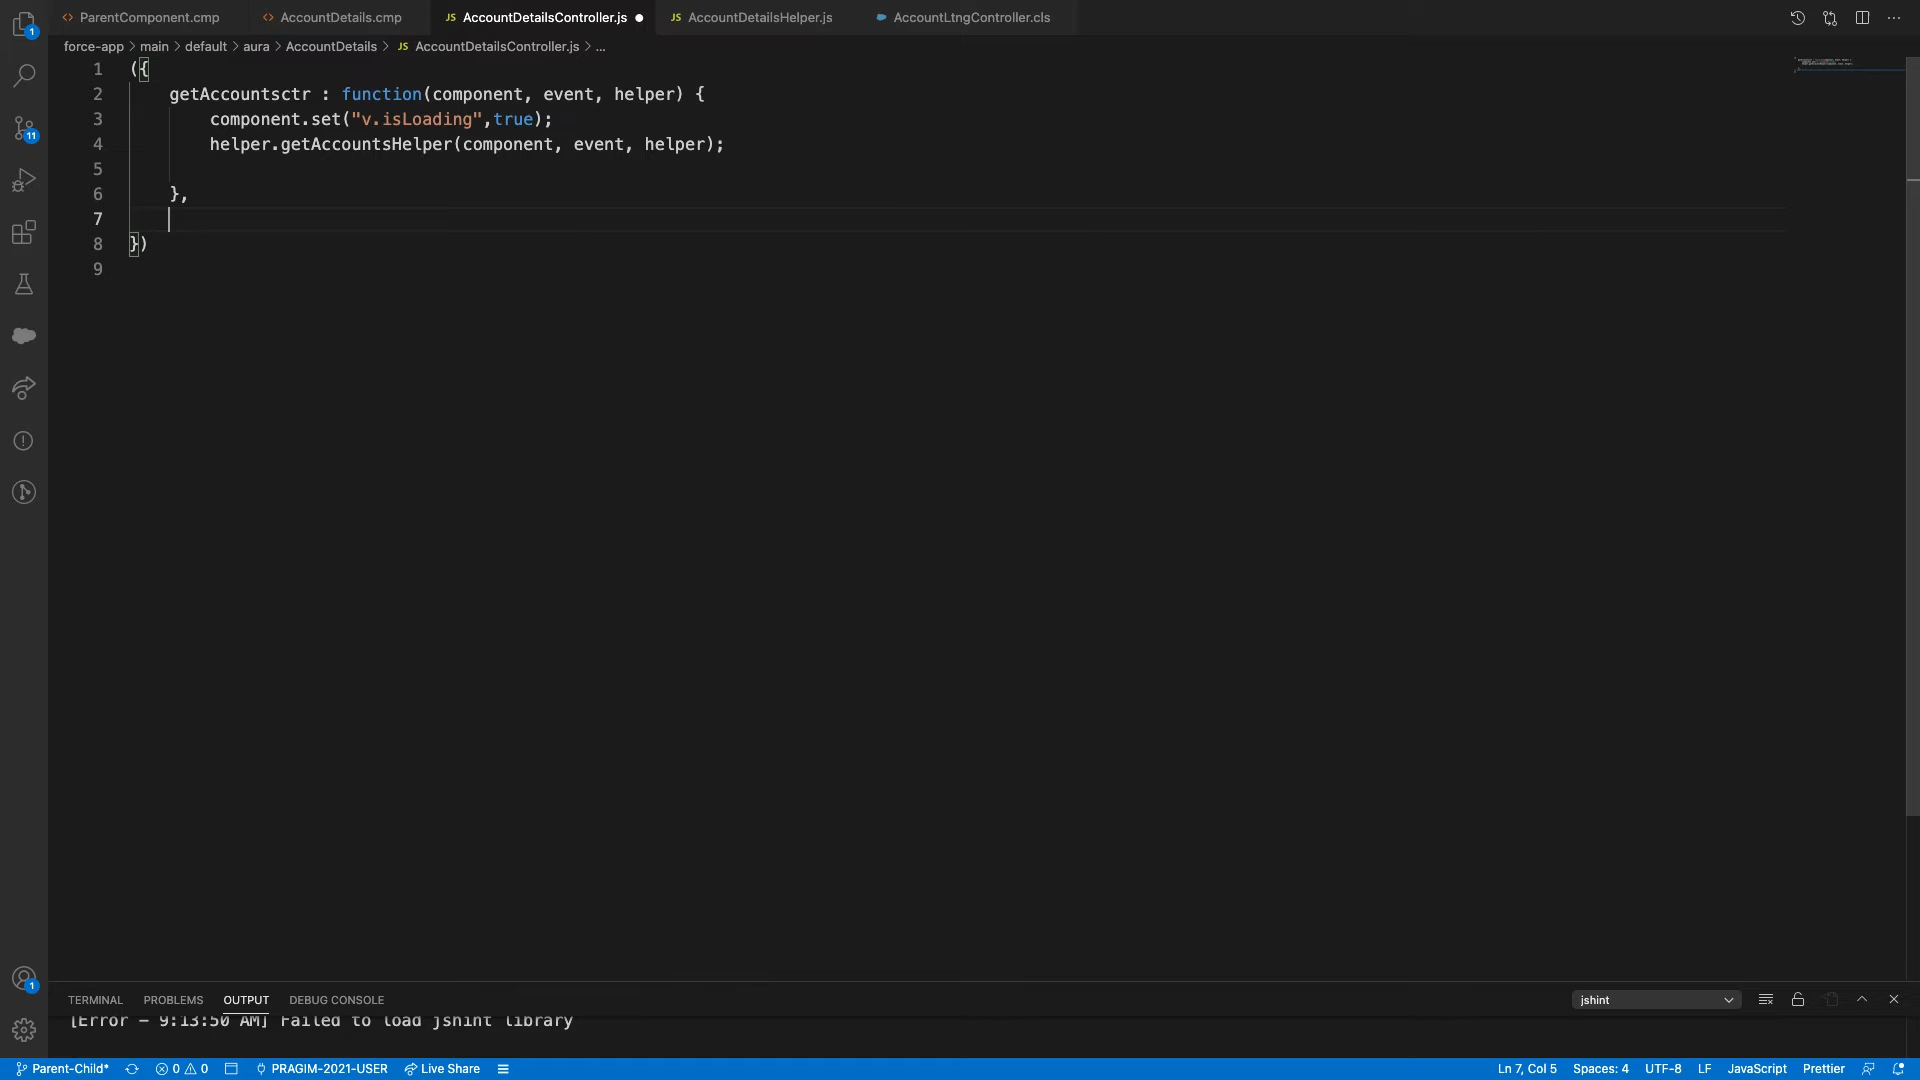 ParentComponent.cmp AccountDetails.cmp JS AccountDetailsController.js JS AccountDetailsHelper.js AccountLtngController.cls
force-app > main > default > aura > AccountDetails > JS AccountDetailsController.js > ...
1 ({
2 getAccountsctr : function(component, event, helper) {
3 component.set("v.isLoading",true);
4 helper.getAccountsHelper(component, event, helper);
5
6 },
7
8 })
9
1
11
1
TERMINAL PROBLEMS OUTPUT DEBUG CONSOLE jshint
[Error - 9:13:50 AM] Failed to load jshint library
Parent-Child* 0 0 PRAGIM-2021-USER Live Share Ln 7, Col 5 Spaces: 4 UTF-8 LF JavaScript Prettier